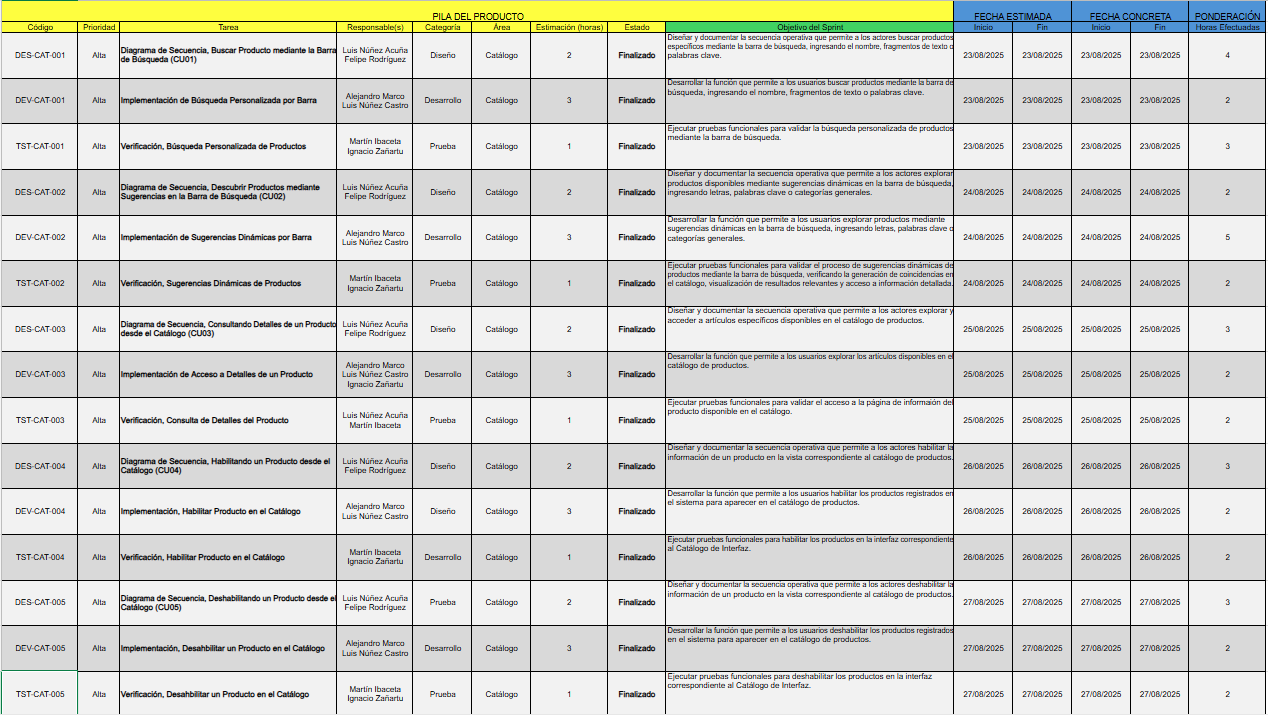 PILA DEL PRODUCTO FECHA ESTIMADA FECHA CONCRETA PONDERACIÓN
Código Prioridad Tarea Responsable(s) Categoría Área Estimación (horas) Estado Objetivo del Sprint Inicio Fin Inicio Fin Horas Efectuadas
DES-CAT-001 Alta Diagrama de Secuencia, Buscar Producto mediante la Barra de Búsqueda (CU01) Luis Núñez Acuña Felipe Rodríguez Diseño Catálogo 2 Finalizado Diseñar y documentar la secuencia operativa que permite a los actores buscar productos específicos mediante la barra de búsqueda, ingresando el nombre, fragmentos de texto o palabras clave. 23/08/2025 23/08/2025 23/08/2025 23/08/2025 4
DEV-CAT-001 Alta Implementación de Búsqueda Personalizada por Barra Alejandro Marco Luis Núñez Castro Desarrollo Catálogo 3 Finalizado Desarrollar la función que permite a los usuarios buscar productos mediante la barra de búsqueda, ingresando el nombre, fragmentos de texto o palabras clave. 23/08/2025 23/08/2025 23/08/2025 23/08/2025 2
TST-CAT-001 Alta Verificación, Búsqueda Personalizada de Productos Martín Ibaceta Ignacio Zañartu Prueba Catálogo 1 Finalizado Ejecutar pruebas funcionales para validar la búsqueda personalizada de productos mediante la barra de búsqueda. 23/08/2025 23/08/2025 23/08/2025 23/08/2025 3
DES-CAT-002 Alta Diagrama de Secuencia, Descubrir Productos mediante Sugerencias en la Barra de Búsqueda (CU02) Luis Núñez Acuña Felipe Rodríguez Diseño Catálogo 2 Finalizado Diseñar y documentar la secuencia operativa que permite a los actores explorar productos disponibles mediante sugerencias dinámicas en la barra de búsqueda, ingresando letras, palabras clave o categorías generales. 24/08/2025 24/08/2025 24/08/2025 24/08/2025 2
DEV-CAT-002 Alta Implementación de Sugerencias Dinámicas por Barra Alejandro Marco Luis Núñez Castro Desarrollo Catálogo 3 Finalizado Desarrollar la función que permite a los usuarios explorar productos mediante sugerencias dinámicas en la barra de búsqueda, ingresando letras, palabras clave o categorías generales. 24/08/2025 24/08/2025 24/08/2025 24/08/2025 5
TST-CAT-002 Alta Verificación, Sugerencias Dinámicas de Productos Martín Ibaceta Ignacio Zañartu Prueba Catálogo 1 Finalizado Ejecutar pruebas funcionales para validar el proceso de sugerencias dinámicas de productos mediante la barra de búsqueda, verificando la generación de coincidencias en el catálogo, visualización de resultados relevantes y acceso a información detallada. 24/08/2025 24/08/2025 24/08/2025 24/08/2025 2
DES-CAT-003 Alta Diagrama de Secuencia, Consultando Detalles de un Producto desde el Catálogo (CU03) Luis Núñez Acuña Felipe Rodríguez Diseño Catálogo 2 Finalizado Diseñar y documentar la secuencia operativa que permite a los actores explorar y acceder a artículos específicos disponibles en el catálogo de productos. 25/08/2025 25/08/2025 25/08/2025 25/08/2025 3
DEV-CAT-003 Alta Implementación de Acceso a Detalles de un Producto Alejandro Marco Luis Núñez Castro Ignacio Zañartu Desarrollo Catálogo 3 Finalizado Desarrollar la función que permite a los usuarios explorar los artículos disponibles en el catálogo de productos. 25/08/2025 25/08/2025 25/08/2025 25/08/2025 2
TST-CAT-003 Alta Verificación, Consulta de Detalles del Producto Luis Núñez Acuña Martín Ibaceta Prueba Catálogo 1 Finalizado Ejecutar pruebas funcionales para validar el acceso a la página de informaión del producto disponible en el catálogo. 25/08/2025 25/08/2025 25/08/2025 25/08/2025 2
DES-CAT-004 Alta Diagrama de Secuencia, Habilitando un Producto desde el Catálogo (CU04) Luis Núñez Acuña Felipe Rodríguez Diseño Catálogo 2 Finalizado Diseñar y documentar la secuencia operativa que permite a los actores habilitar la información de un producto en la vista correspondiente al catálogo de productos. 26/08/2025 26/08/2025 26/08/2025 26/08/2025 3
DEV-CAT-004 Alta Implementación, Habilitar Producto en el Catálogo Alejandro Marco Luis Núñez Castro Diseño Catálogo 3 Finalizado Desarrollar la función que permite a los usuarios habilitar los productos registrados en el sistema para aparecer en el catálogo de productos. 26/08/2025 26/08/2025 26/08/2025 26/08/2025 2
TST-CAT-004 Alta Verificación, Habilitar Producto en el Catálogo Martín Ibaceta Ignacio Zañartu Desarrollo Catálogo 1 Finalizado Ejecutar pruebas funcionales para habilitar los productos en la interfaz correspondiente al Catálogo de Interfaz. 26/08/2025 26/08/2025 26/08/2025 26/08/2025 2
DES-CAT-005 Alta Diagrama de Secuencia, Deshabilitando un Producto desde el Catálogo (CU05) Luis Núñez Acuña Felipe Rodríguez Prueba Catálogo 2 Finalizado Diseñar y documentar la secuencia operativa que permite a los actores deshabilitar la información de un producto en la vista correspondiente al catálogo de productos. 27/08/2025 27/08/2025 27/08/2025 27/08/2025 3
DEV-CAT-005 Alta Implementación, Desahbilitar un Producto en el Catálogo Alejandro Marco Luis Núñez Castro Desarrollo Catálogo 3 Finalizado Desarrollar la función que permite a los usuarios deshabilitar los productos registrados en el sistema para aparecer en el catálogo de productos. 27/08/2025 27/08/2025 27/08/2025 27/08/2025 2
TST-CAT-005 Alta Verificación, Desahbilitar un Producto en el Catálogo Martín Ibaceta Ignacio Zañartu Prueba Catálogo 1 Finalizado Ejecutar pruebas funcionales para deshabilitar los productos en la interfaz correspondiente al Catálogo de Interfaz. 27/08/2025 27/08/2025 27/08/2025 27/08/2025 2